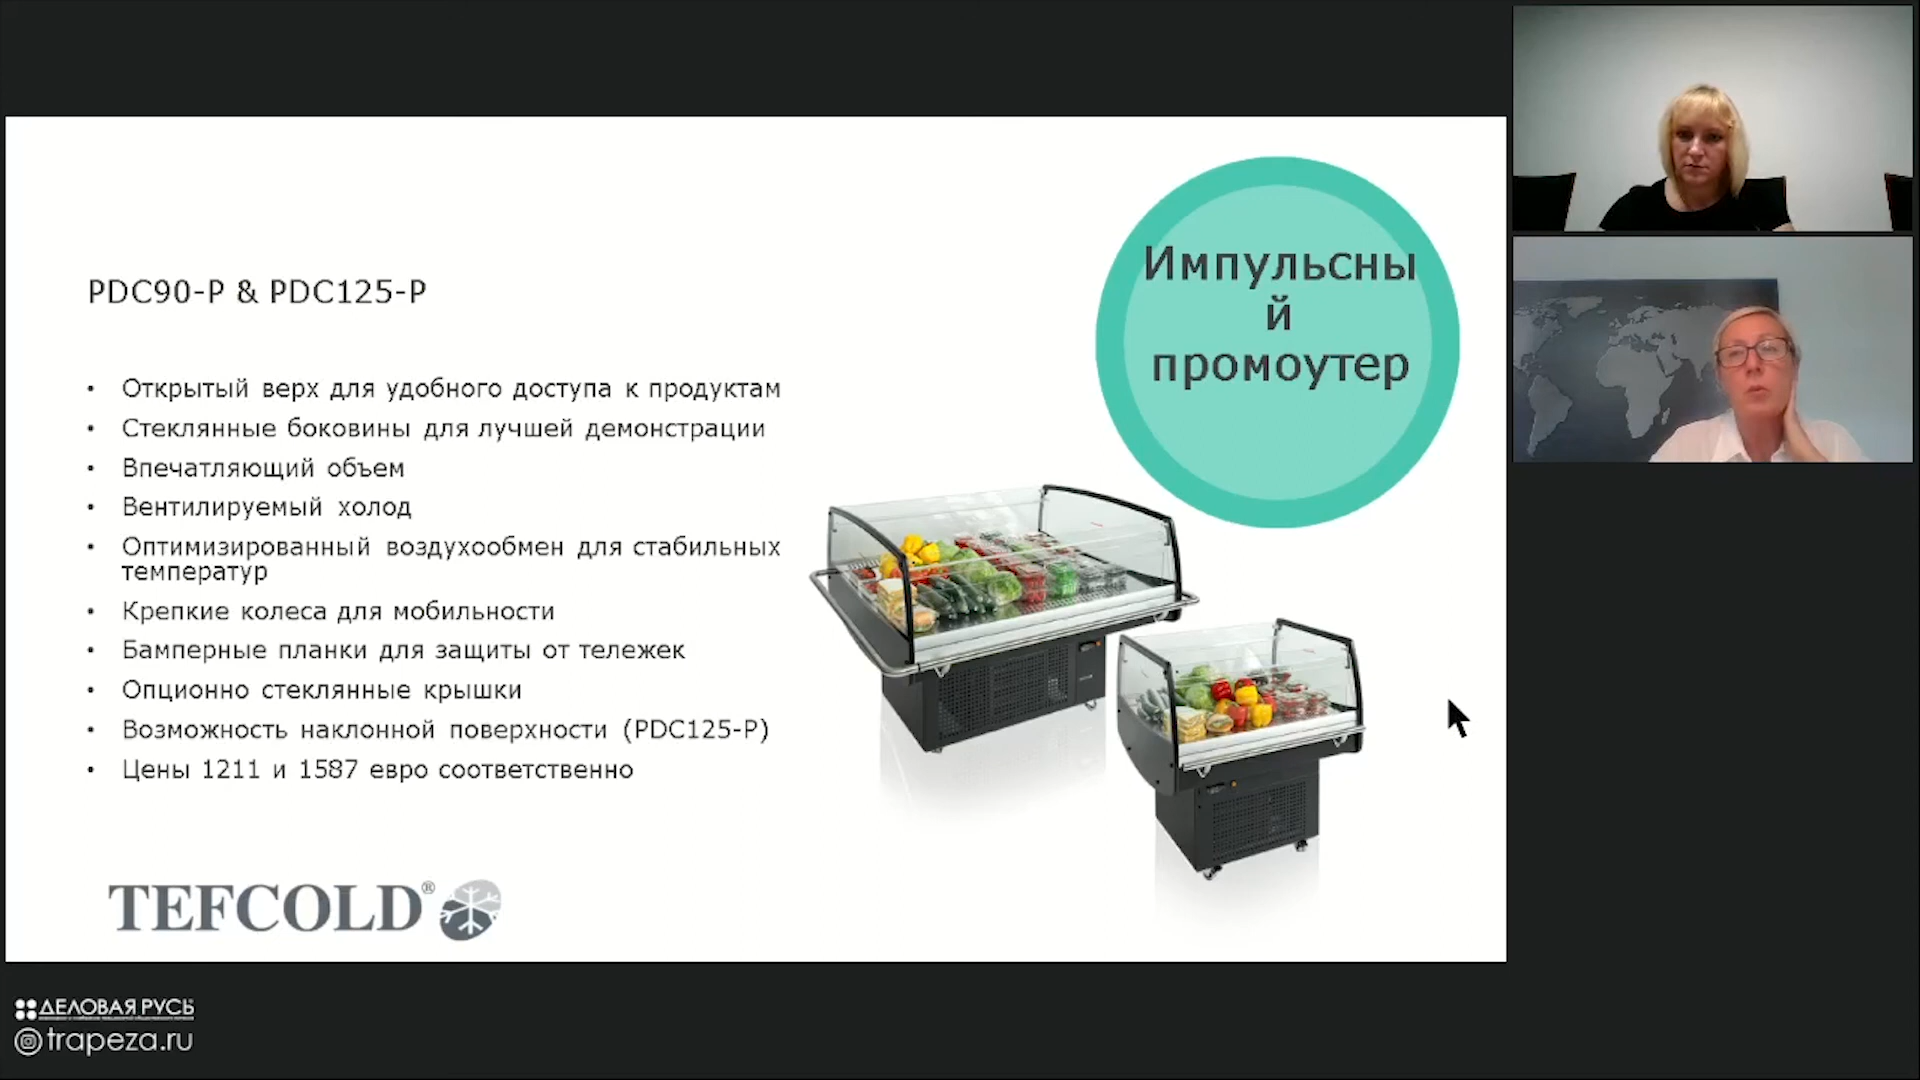 PDC90-P & PDC125-P
Импульсны
й
промоутер
• Открытый верх для удобного доступа к продуктам
• Стеклянные боковины для лучшей демонстрации
• Впечатляющий объем
• Вентилируемый холод
• Оптимизированный воздухообмен для стабильных
температур
• Крепкие колеса для мобильности
• Бамперные планки для защиты от тележек
• Опционно стеклянные крышки
• Возможность наклонной поверхности (PDC125-P)
• Цены 1211 и 1587 евро соответственно
TEFCOLD®
ДЕЛОВАЯ РУСЬ
trapeza.ru